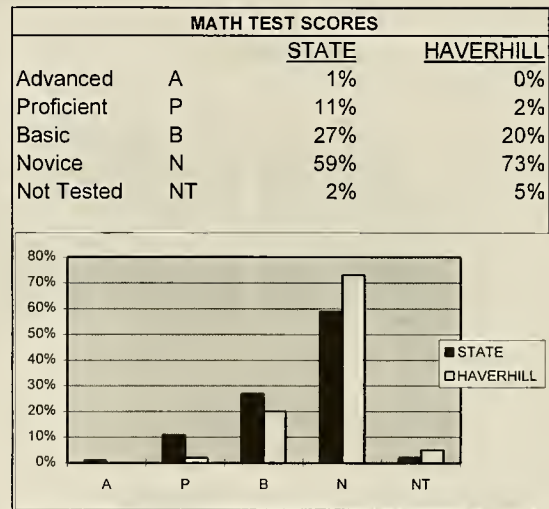 MATH TEST SCORES
STATE HAVERHILL
Advanced A 1% 0%
Proficient P 11% 2%
Basic B 27% 20%
Novice N 59% 73%
Not Tested NT 2% 5%
80%
70%
60%
50%
40%
30%
20%
10%
0%
A P B N NT
STATE
HAVERHILL